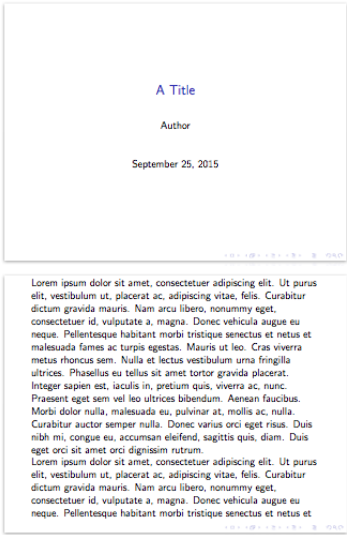 A Title
Author
September 25, 2015
Lorem ipsum dolor sit amet, consectetuer adipiscing elit. Ut purus
elit, vestibulum ut, placerat ac, adipiscing vitae, felis. Curabitur
dictum gravida mauris. Nam arcu libero, nonummy eget,
consectetuer id, vulputate a, magna. Donec vehicula augue eu
neque. Pellentesque habitant morbi tristique senectus et netus et
malesuada fames ac turpis egestas. Mauris ut leo. Cras viverra
metus rhoncus sem. Nulla et lectus vestibulum urna fringilla
ultrices. Phasellus eu tellus sit amet tortor gravida placerat.
Integer sapien est, iaculis in, pretium quis, viverra ac, nunc.
Praesent eget sem vel leo ultrices bibendum. Aenean faucibus.
Morbi dolor nulla, malesuada eu, pulvinar at, mollis ac, nulla.
Curabitur auctor semper nulla. Donec varius orci eget risus. Duis
nibh mi, congue eu, accumsan eleifend, sagittis quis, diam. Duis
eget orci sit amet orci dignissim rutrum.
Lorem ipsum dolor sit amet, consectetuer adipiscing elit. Ut purus
elit, vestibulum ut, placerat ac, adipiscing vitae, felis. Curabitur
dictum gravida mauris. Nam arcu libero, nonummy eget,
consectetuer id, vulputate a, magna. Donec vehicula augue eu
neque. Pellentesque habitant morbi tristique senectus et netus et